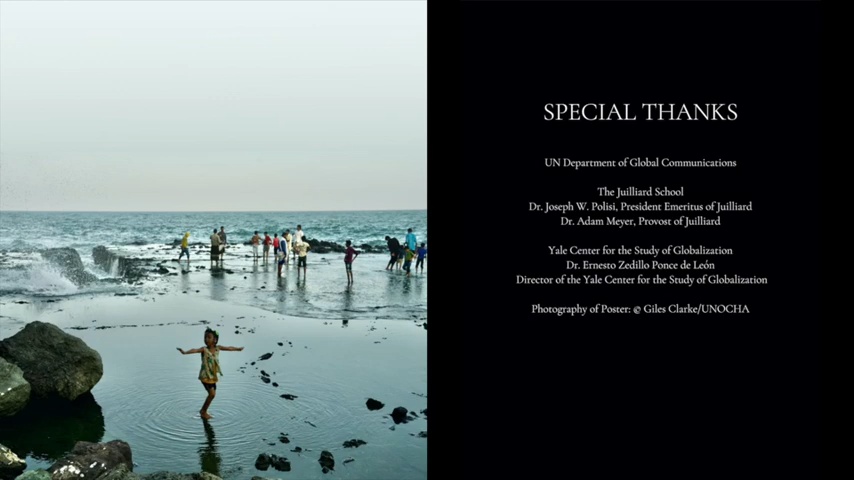 SPECIAL THANKS
UN Department of Global Communications
The Juilliard School
Dr. Joseph W. Polisi, President Emeritus of Juilliard
Dr. Adam Meyer, Provost of Juilliard
Yale Center for the Study of Globalization
Dr. Ernesto Zedillo Ponce de León
Director of the Yale Center for the Study of Globalization
Photography of Poster: © Giles Clarke/UNOCHA